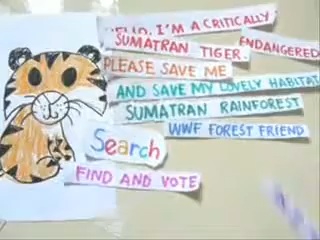 HELLO, I'M A CRITICALLY
ENDANGERED
SUMATRAN TIGER.
PLEASE SAVE ME
AND SAVE MY LOVELY HABITAT
SUMATRAN RAINFOREST
WWF FOREST FRIEND
Search
FIND AND VOTE